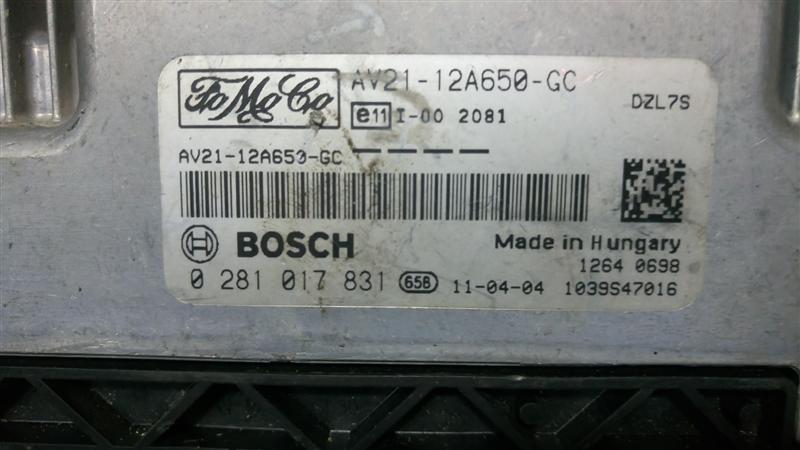 FoMoCo AV21-12A650-GC
DZL7S
e11 I-00 2081
AV21-12A650-GC
BOSCH
Made in Hungary
1264 0698
0 281 017 831 658 11-04-04 1039S47016